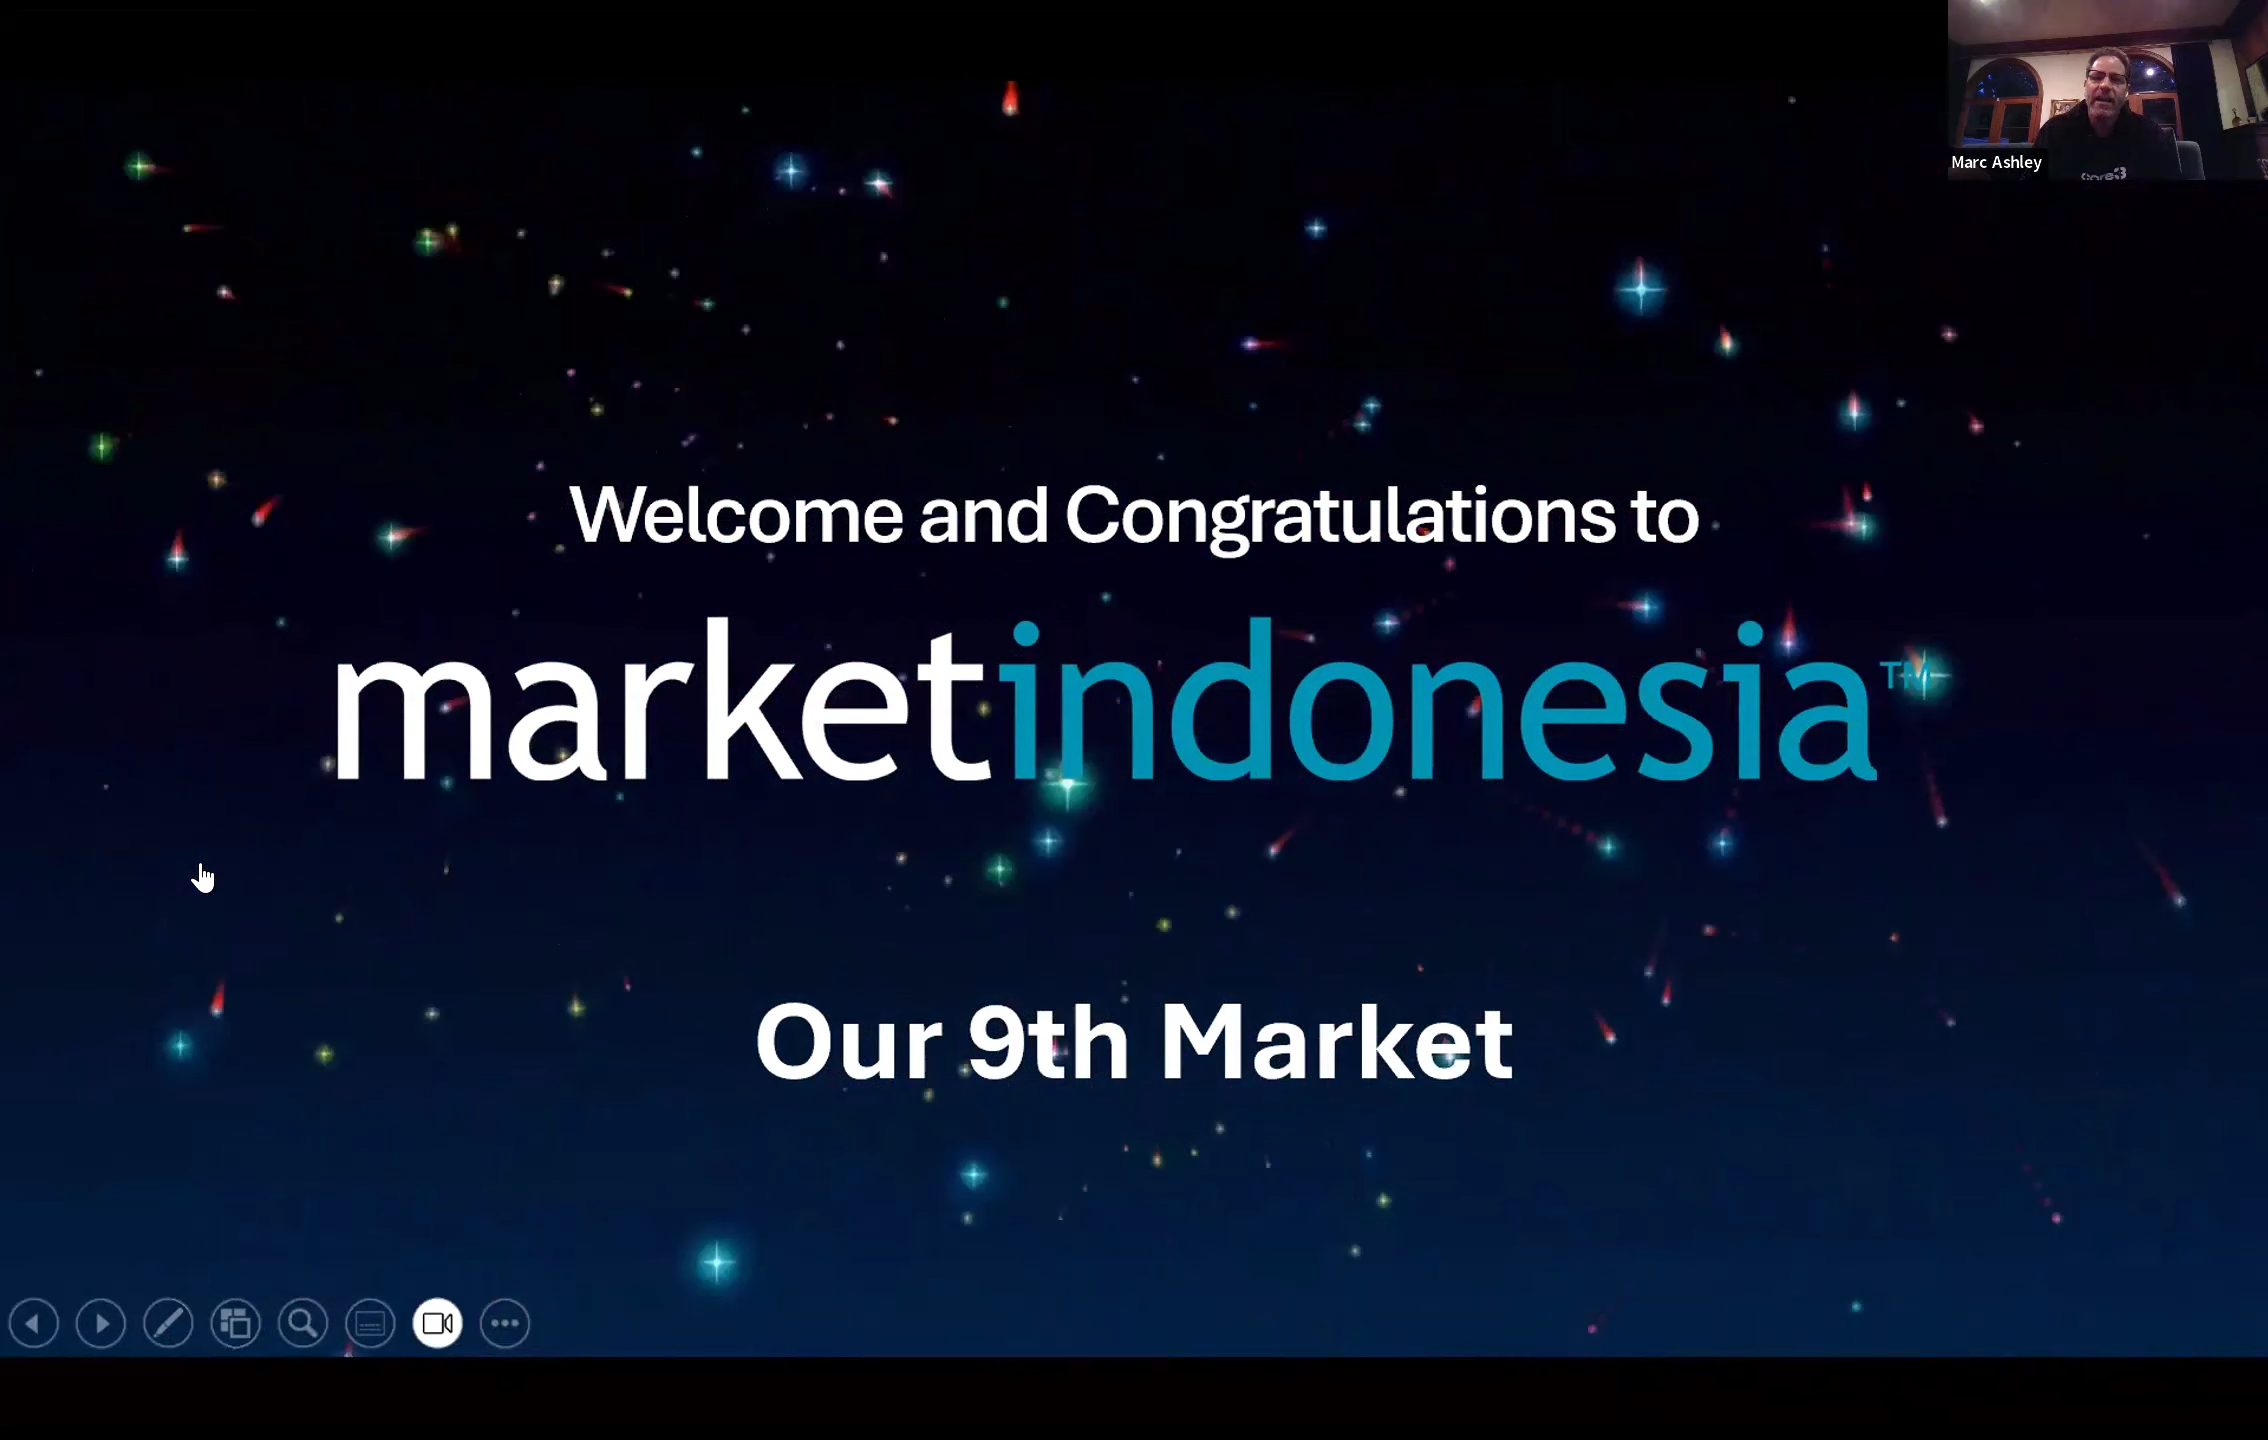 Marc Ashley
Welcome and Congratulations to
marketindonesia™
Our 9th Market